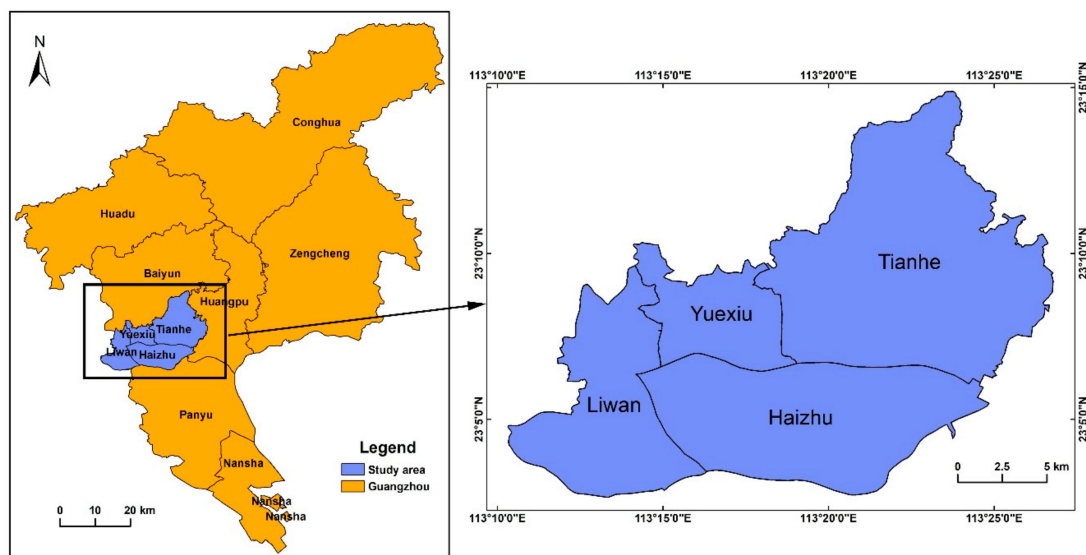 N
Conghua
Huadu
Zengcheng
Baiyun
Huangpu
Yuexiu
Tianhe
Liwan
Haizhu
Panyu
Nansha
Nansha
Nansha
Legend
Study area
Guangzhou
0 10 20 km
113°10'0"E 113°15'0"E 113°20'0"E 113°25'0"E
23°15'0"N
23°10'0"N
23°5'0"N
23°15'0"N
23°10'0"N
23°5'0"N
Tianhe
Yuexiu
Liwan
Haizhu
0 2.5 5 km
113°10'0"E 113°15'0"E 113°20'0"E 113°25'0"E